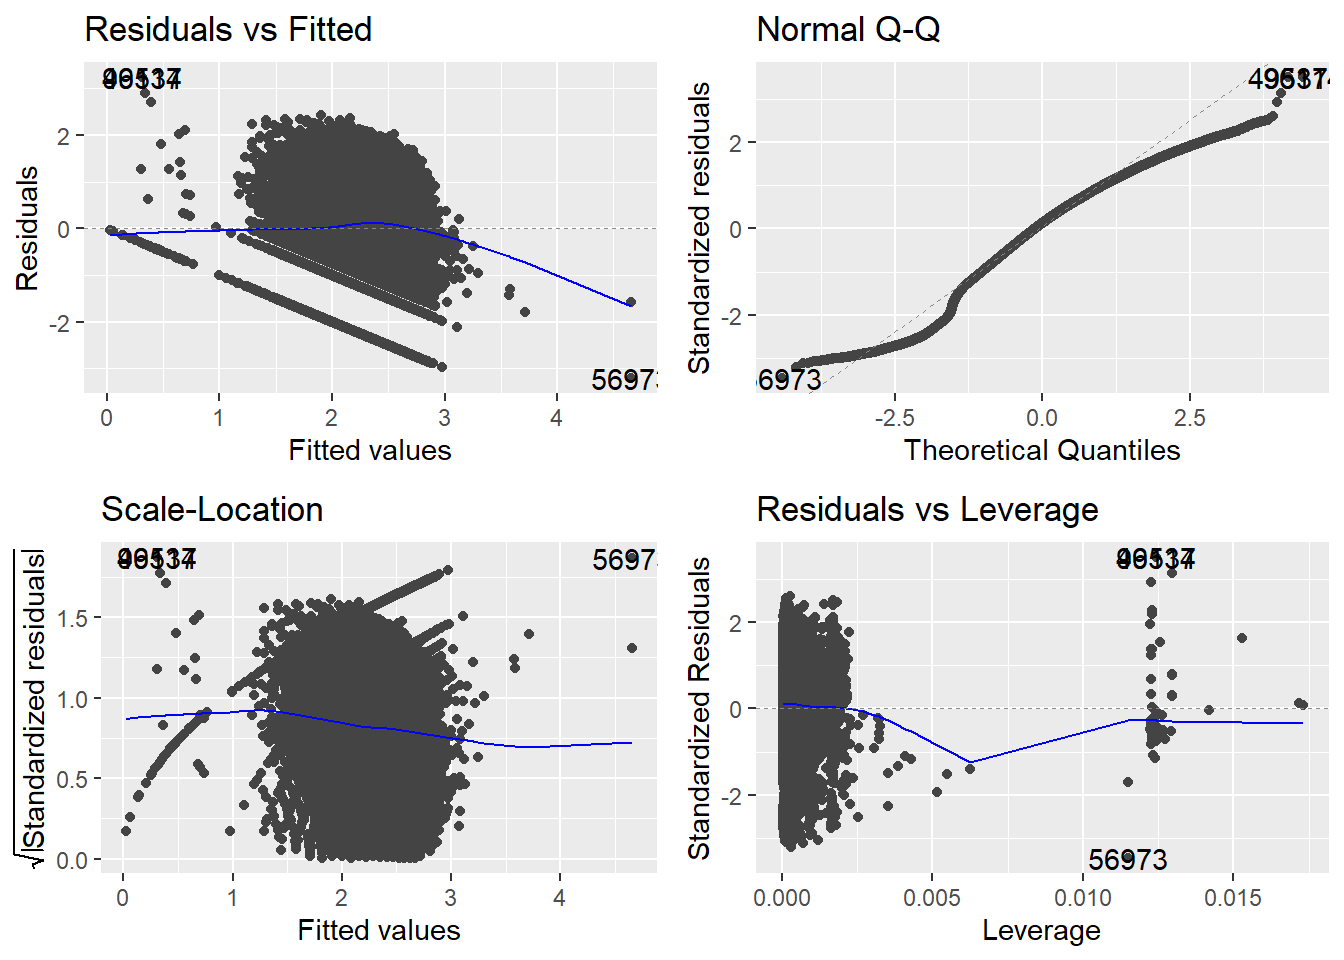 Residuals vs Fitted
Residuals
2
0
-2
56973
0
1
2
3
4
Fitted values
Normal Q-Q
Standardized residuals
2
0
-2
56973
-2.5
0.0
2.5
Theoretical Quantiles
Scale-Location
√|Standardized residuals|
1.5
1.0
0.5
0.0
0
1
2
3
4
Fitted values
Residuals vs Leverage
Standardized Residuals
2
0
-2
56973
0.000
0.005
0.010
0.015
Leverage